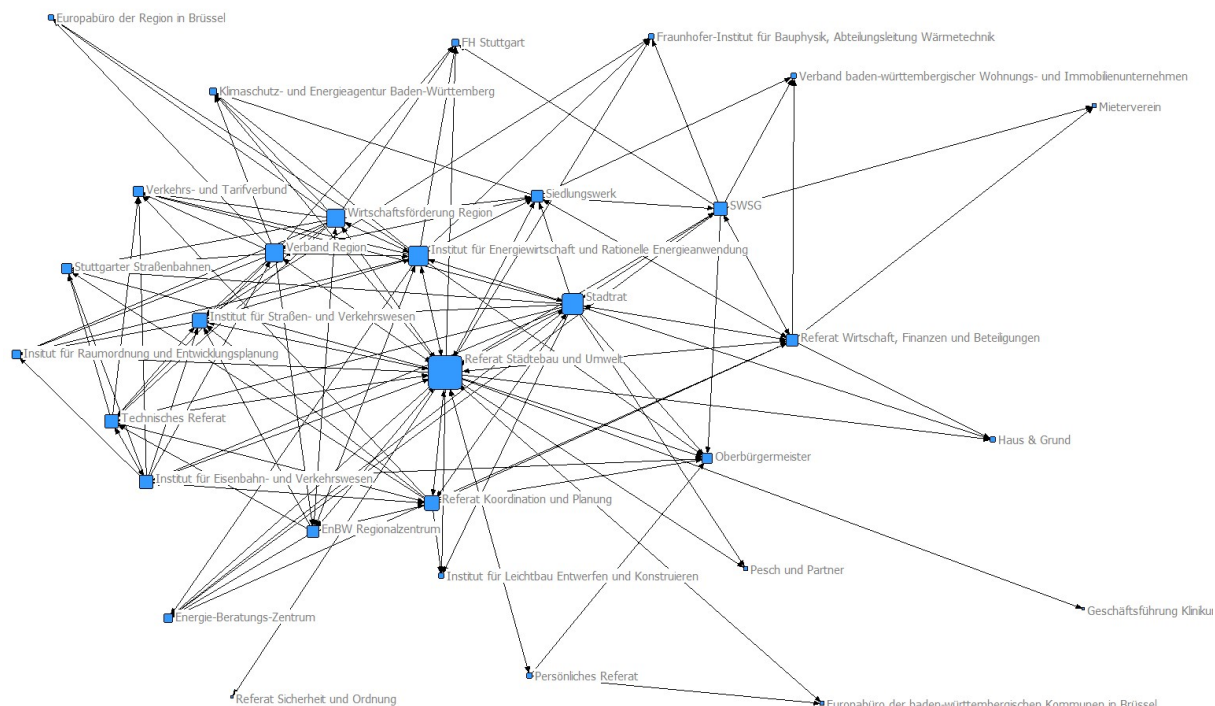 Europabüro der Region in Brüssel
FH Stuttgart
Fraunhofer-Institut für Bauphysik, Abteilungsleitung Wärmetechnik
Verband baden-württembergischer Wohnungs- und Immobilienunternehmen
Klimaschutz- und Energieagentur Baden-Württemberg
Mieterverein
Verkehrs- und Tarifverbund
Siedlungswerk
SWSG
Wirtschaftsförderung Region
Verband Region
Institut für Energiewirtschaft und Rationelle Energieanwendung
Stuttgarter Straßenbahnen
Stadtrat
Institut für Straßen- und Verkehrswesen
Referat Wirtschaft, Finanzen und Beteiligungen
Insitut für Raumordnung und Entwicklungsplanung
Referat Städtebau und Umwelt
Technisches Referat
Haus & Grund
Oberbürgermeister
Institut für Eisenbahn- und Verkehrswesen
Referat Koordination und Planung
EnBW Regionalzentrum
Pesch und Partner
Institut für Leichtbau Entwerfen und Konstruieren
Geschäftsführung Klinikum
Energie-Beratungs-Zentrum
Persönliches Referat
Referat Sicherheit und Ordnung
Europabüro der baden-württembergischen Kommunen in Brüssel